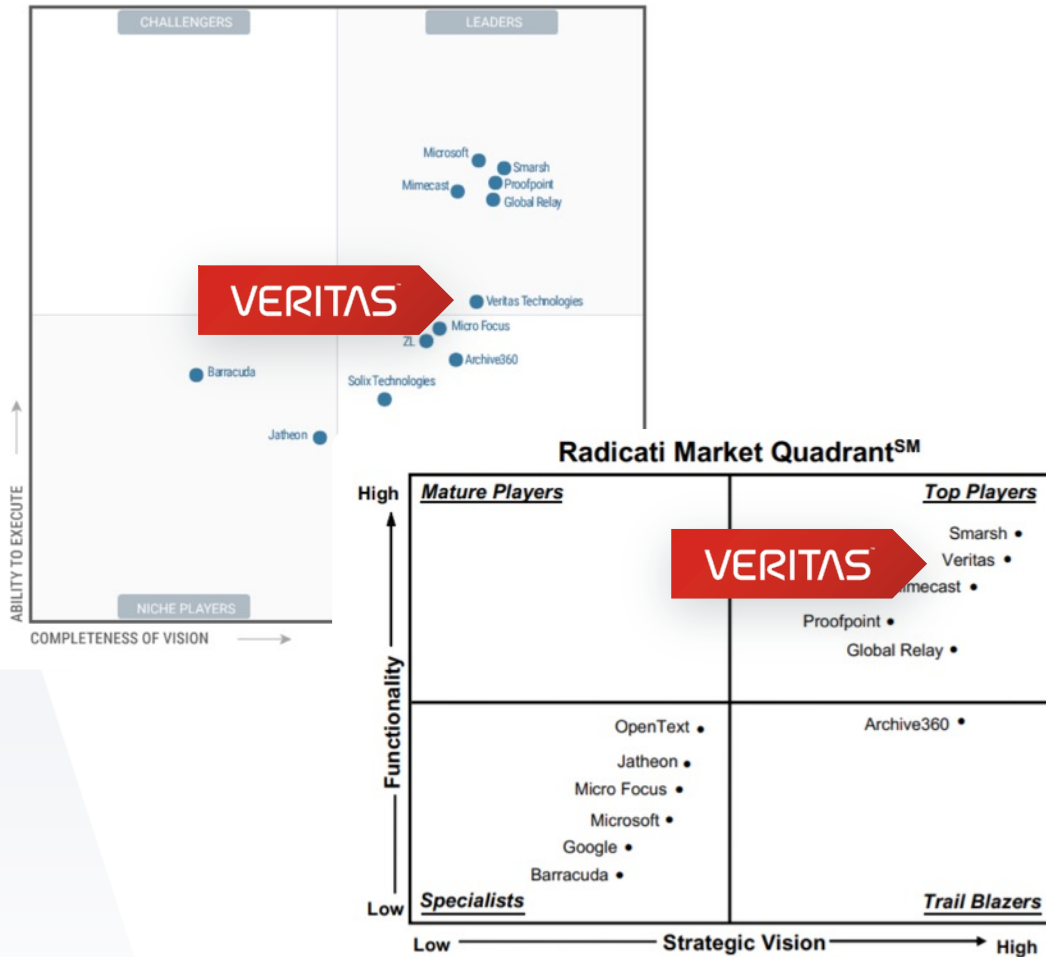 CHALLENGERS
LEADERS
Microsoft
Smarsh
Mimecast
Proofpoint
Global Relay
VERITAS™
Veritas Technologies
Micro Focus
ZL
Archive360
Barracuda
Solix Technologies
Jatheon
ABILITY TO EXECUTE
NICHE PLAYERS
COMPLETENESS OF VISION
Radicati Market QuadrantSM
High
Mature Players
Top Players
Smarsh
VERITAS™
Veritas
imecast
Proofpoint
Global Relay
Functionality
OpenText
Archive360
Jatheon
Micro Focus
Microsoft
Google
Barracuda
Low
Specialists
Trail Blazers
Low
Strategic Vision
High